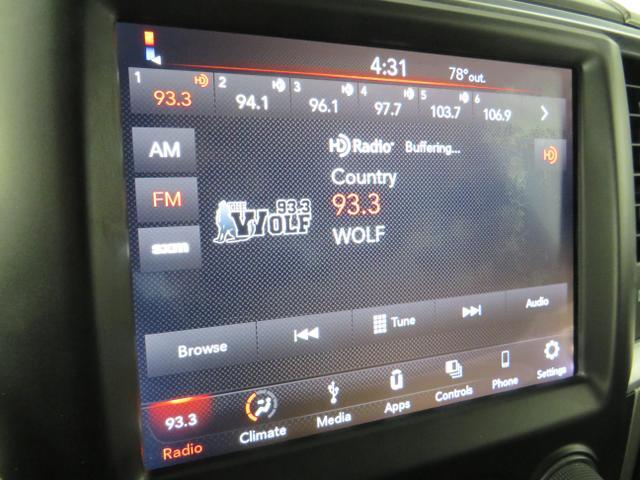 4:31 78° out.
1 93.3 2 94.1 3 96.1 4 97.7 5 103.7 6 106.9
AM
HD Radio Buffering...
Country
FM
93.3
THE WOLF 93.3
WOLF
sxm
Browse Tune Audio
93.3
Radio Climate Media Apps Controls Phone Settings